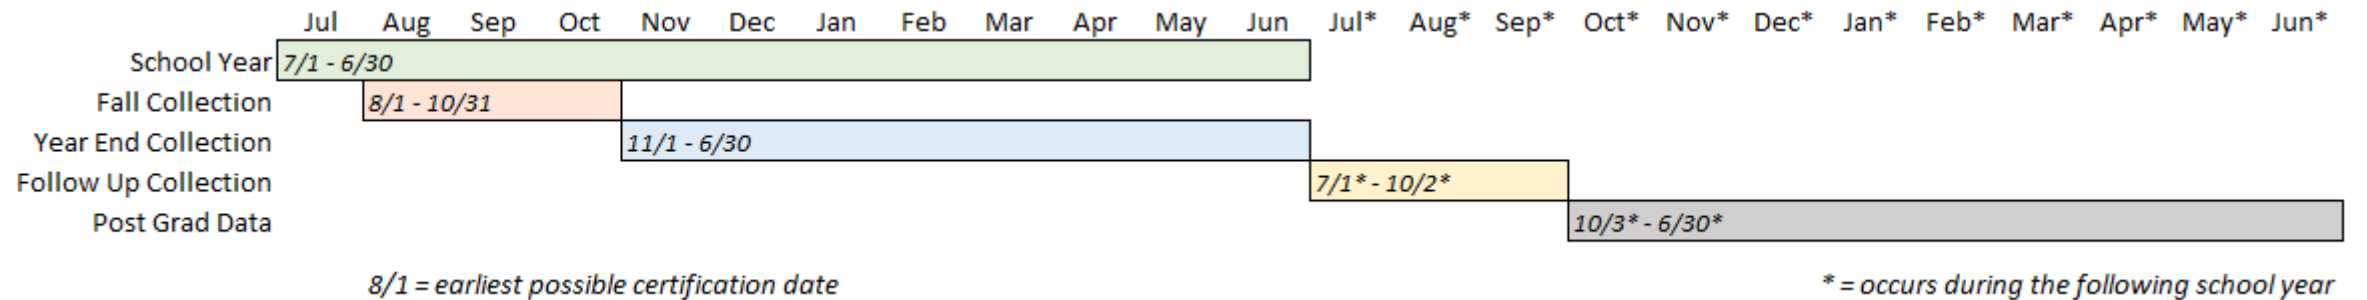 Jul Aug Sep Oct Nov Dec Jan Feb Mar Apr May Jun Jul* Aug* Sep* Oct* Nov* Dec* Jan* Feb* Mar* Apr* May* Jun*
School Year 7/1 - 6/30
Fall Collection 8/1 - 10/31
Year End Collection 11/1 - 6/30
Follow Up Collection 7/1* - 10/2*
Post Grad Data 10/3* - 6/30*
8/1 = earliest possible certification date * = occurs during the following school year